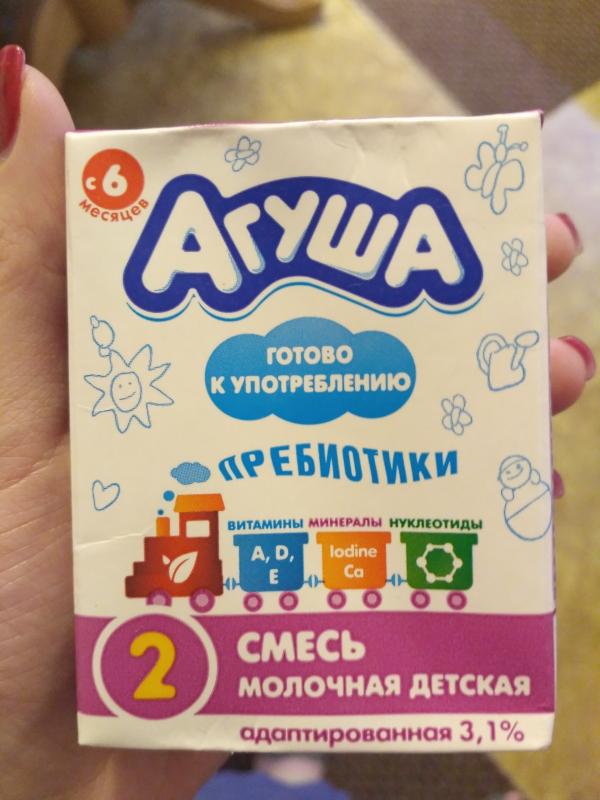 с 6
месяцев
Агуша
ГОТОВО
К УПОТРЕБЛЕНИЮ
ПРЕБИОТИКИ
ВИТАМИНЫ МИНЕРАЛЫ НУКЛЕОТИДЫ
A, D, Iodine
E Ca
2
СМЕСЬ
МОЛОЧНАЯ ДЕТСКАЯ
адаптированная 3,1%